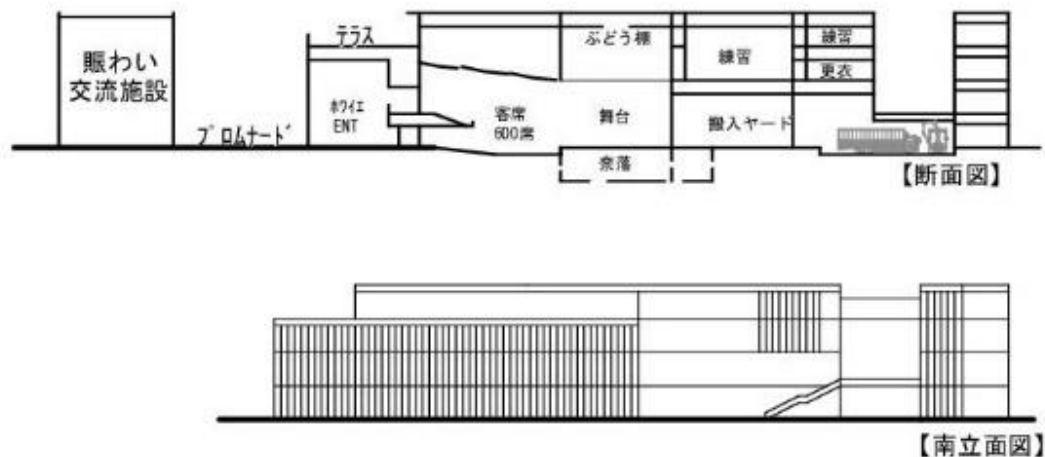 賑わい
交流施設
プロムナード
テラス
ホワイエ
ENT
客席
600席
ぶどう棚
舞台
奈落
練習
搬入ヤード
練習
更衣
【断面図】
【南立面図】